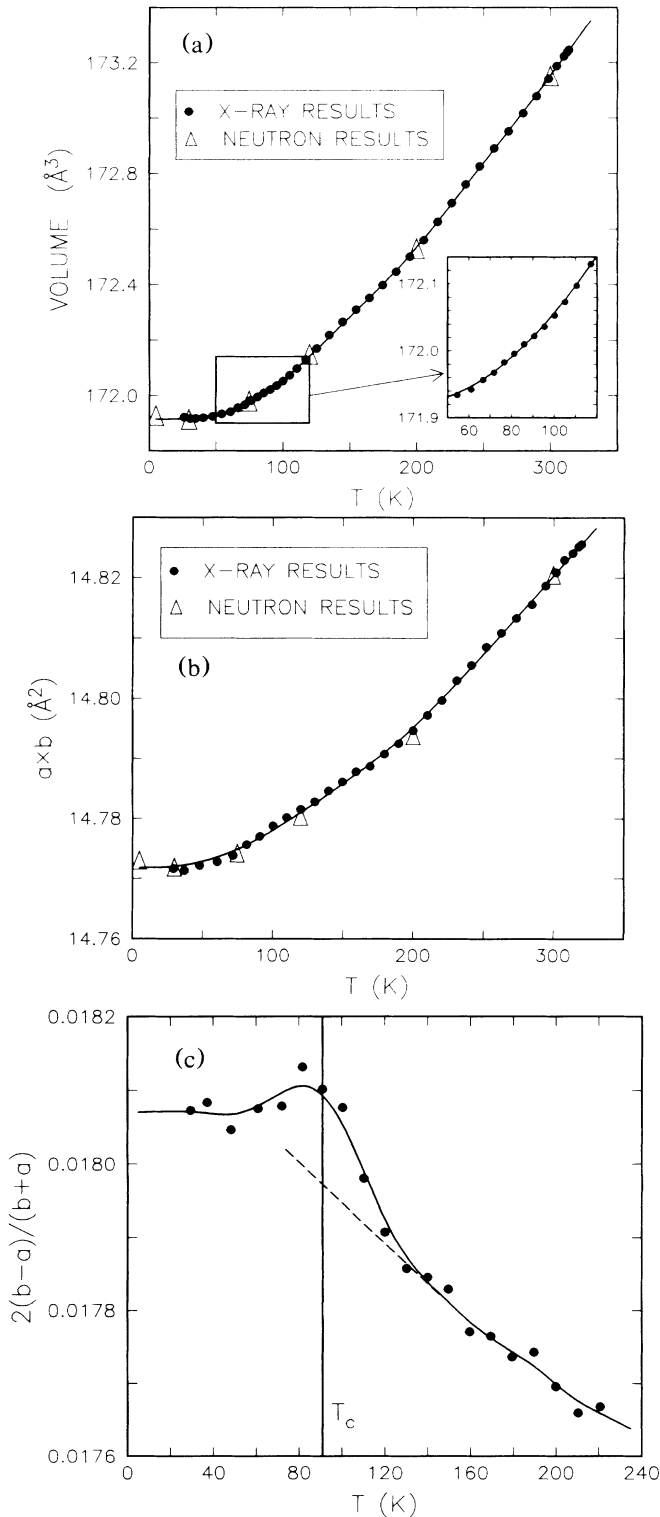 (a)
X-RAY RESULTS
NEUTRON RESULTS
VOLUME (Å³)
173.2
172.8
172.4
172.0
172.1
172.0
171.9
60 80 100
0 100 200 300
T (K)
(b)
X-RAY RESULTS
NEUTRON RESULTS
a×b (Å²)
14.82
14.80
14.78
14.76
0 100 200 300
T (K)
(c)
2(b−a)/(b+a)
0.0182
0.0180
0.0178
0.0176
T_c
0 40 80 120 160 200 240
T (K)